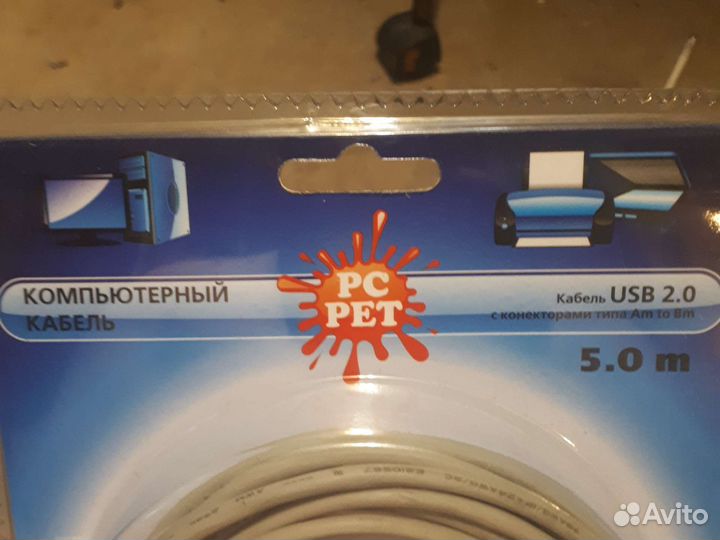 КОМПЬЮТЕРНЫЙ
КАБЕЛЬ
PC
PET
Кабель USB 2.0
с конекторами типа Am to Bm
5.0 m
Avito